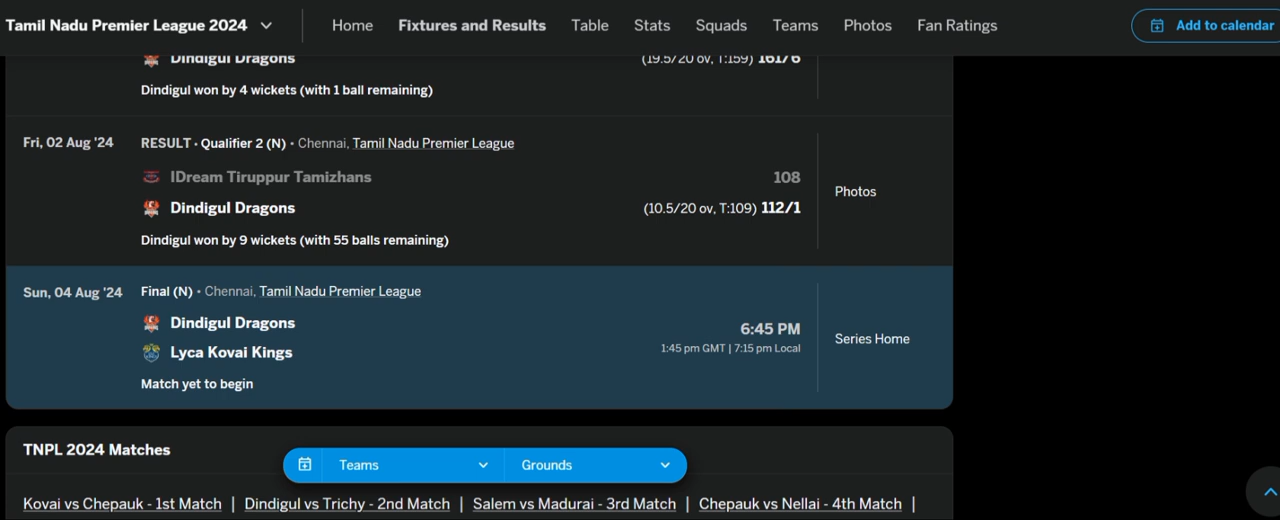 Tamil Nadu Premier League 2024 Home Fixtures and Results Table Stats Squads Teams Photos Fan Ratings Add to calendar
Dindigul Dragons (19.5/20 ov, T:159) 161/6
Dindigul won by 4 wickets (with 1 ball remaining)
Fri, 02 Aug '24 RESULT • Qualifier 2 (N) • Chennai, Tamil Nadu Premier League
IDream Tiruppur Tamizhans 108
Photos
Dindigul Dragons (10.5/20 ov, T:109) 112/1
Dindigul won by 9 wickets (with 55 balls remaining)
Sun, 04 Aug '24 Final (N) • Chennai, Tamil Nadu Premier League
Dindigul Dragons 6:45 PM
Series Home
Lyca Kovai Kings 1:45 pm GMT | 7:15 pm Local
Match yet to begin
TNPL 2024 Matches
Teams Grounds
Kovai vs Chepauk - 1st Match | Dindigul vs Trichy - 2nd Match | Salem vs Madurai - 3rd Match | Chepauk vs Nellai - 4th Match |